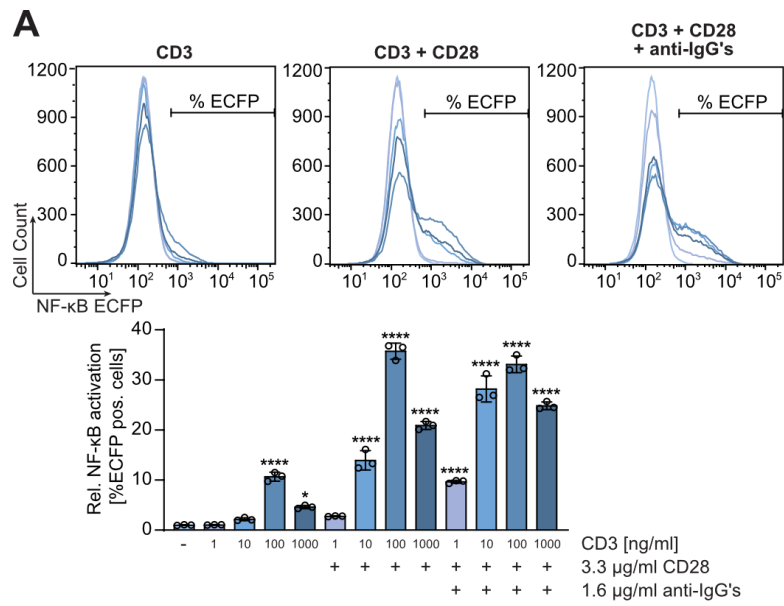 A
CD3
CD3 + CD28
CD3 + CD28
+ anti-IgG's
1200
900
600
300
0
% ECFP
10¹ 10² 10³ 10⁴ 10⁵
1200
900
600
300
0
% ECFP
10¹ 10² 10³ 10⁴ 10⁵
1200
900
600
300
0
% ECFP
10¹ 10² 10³ 10⁴ 10⁵
Cell Count
NF-κB ECFP
Rel. NF-κB activation
[%ECFP pos. cells]
40
30
20
10
0
**** * **** **** **** **** **** **** ****
- 1 10 100 1000 1 10 100 1000 1 10 100 1000 CD3 [ng/ml]
+ + + + + + + + 3.3 µg/ml CD28
+ + + + 1.6 µg/ml anti-IgG's